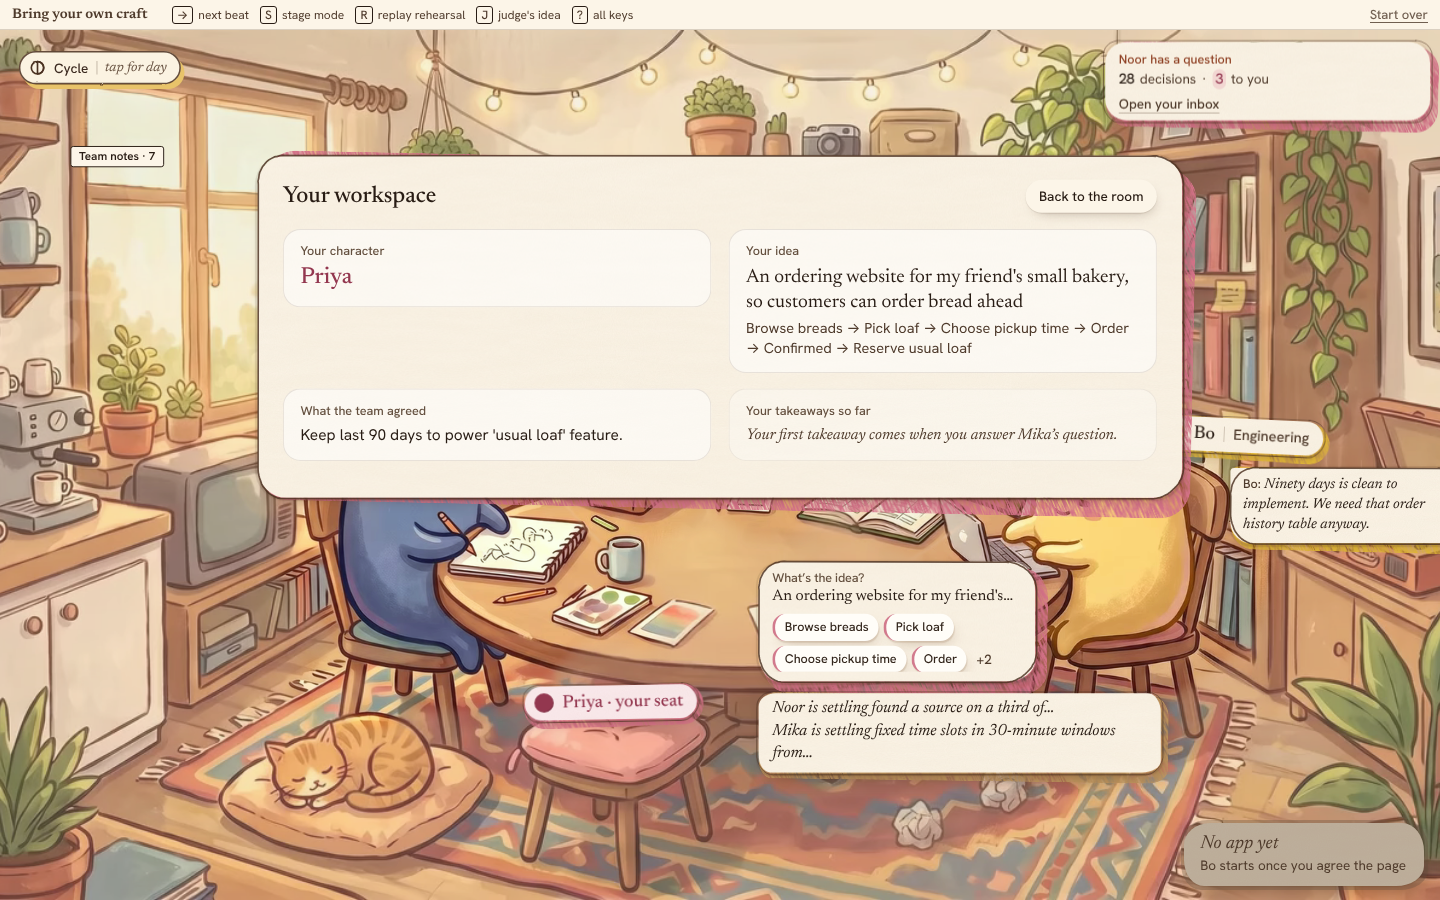 Bring your own craft
→ next beat S stage mode R replay rehearsal J judge's idea ? all keys
Start over
Cycle | tap for day
Noor has a question
28 decisions · 3 to you
Open your inbox
Team notes · 7
Your workspace
Back to the room
Your character
Priya
Your idea
An ordering website for my friend's small bakery,
so customers can order bread ahead
Browse breads → Pick loaf → Choose pickup time → Order
→ Confirmed → Reserve usual loaf
What the team agreed
Keep last 90 days to power 'usual loaf' feature.
Your takeaways so far
Your first takeaway comes when you answer Mika's question.
Bo | Engineering
Bo: Ninety days is clean to
implement. We need that order
history table anyway.
What's the idea?
An ordering website for my friend's...
Browse breads Pick loaf
Choose pickup time Order +2
Priya · your seat
Noor is settling found a source on a third of...
Mika is settling fixed time slots in 30-minute windows
from...
No app yet
Bo starts once you agree the page